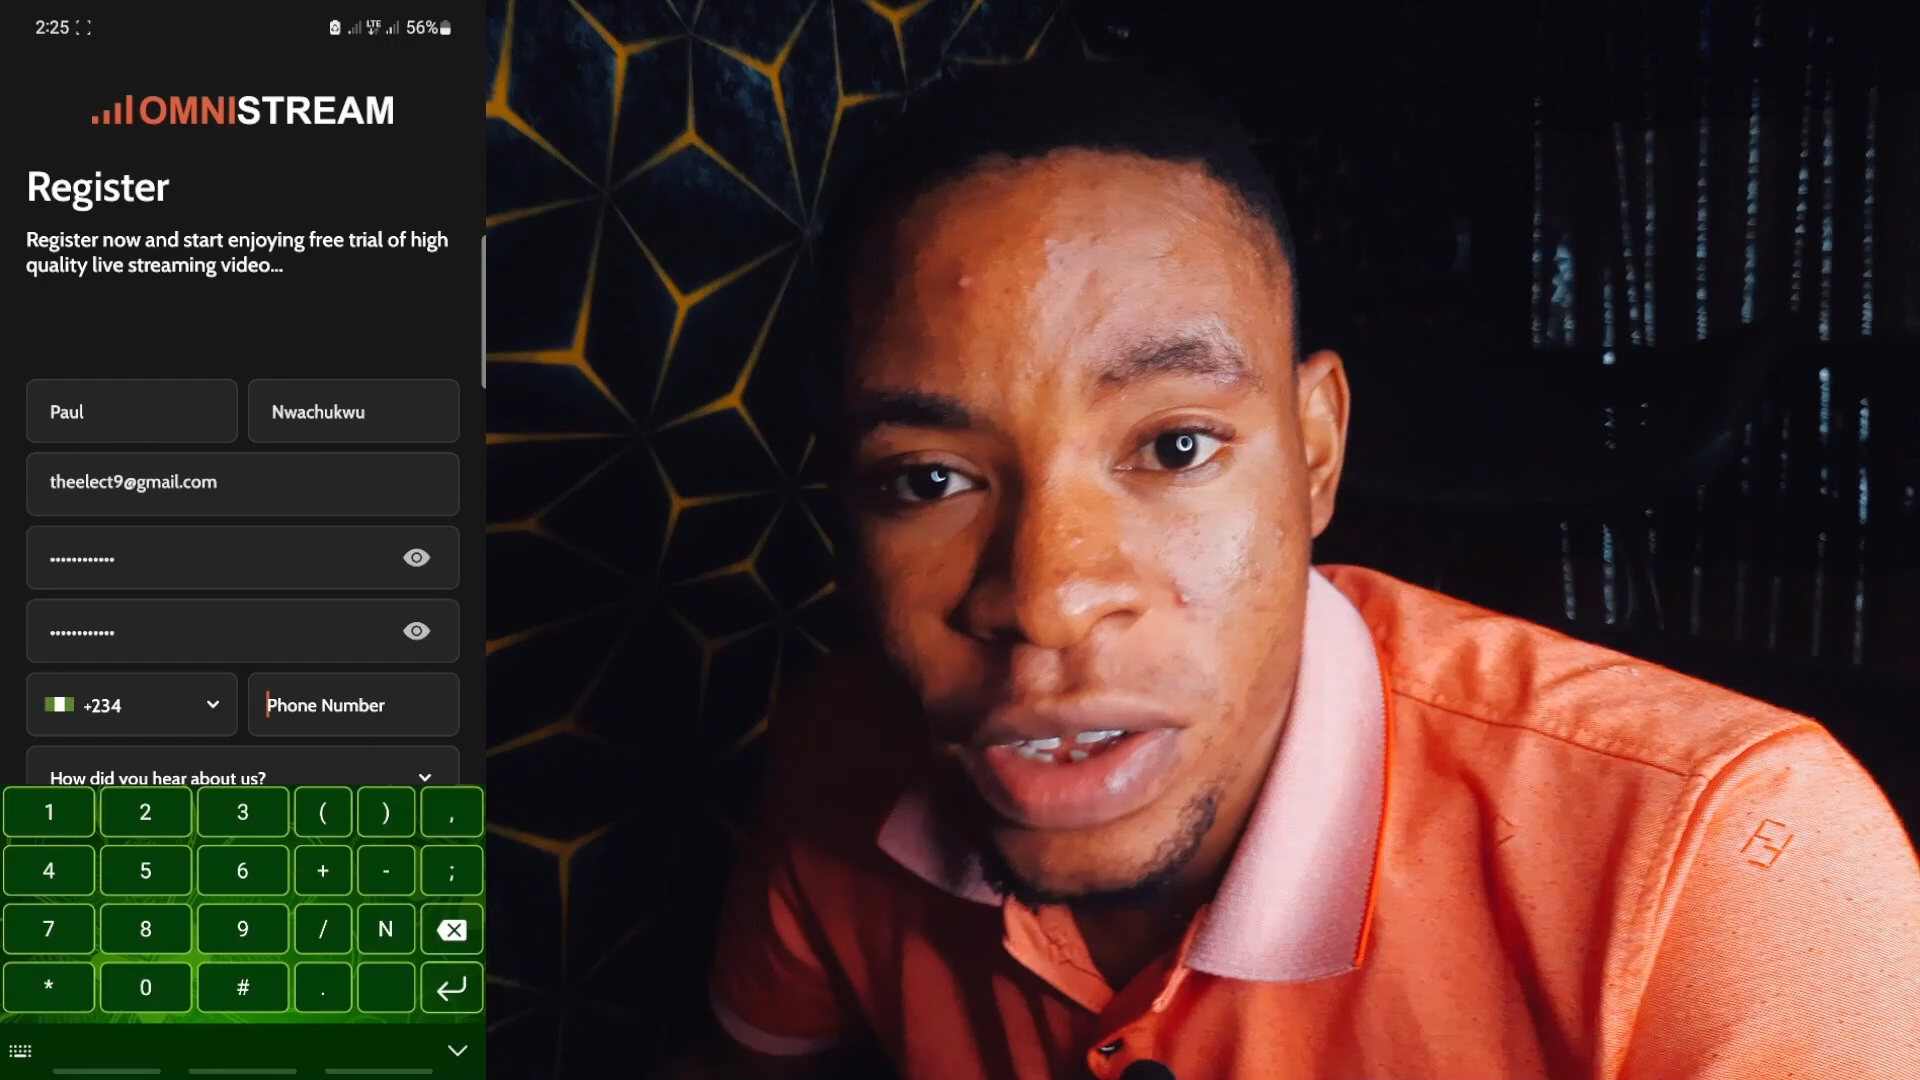 2:25
LTE
56%
OMNISTREAM
Register
Register now and start enjoying free trial of high
quality live streaming video...
Paul
Nwachukwu
theelect9@gmail.com
••••••••••••
••••••••••••
+234
Phone Number
How did you hear about us?
1 2 3 ( ) ,
4 5 6 + - ;
7 8 9 / N
* 0 # .